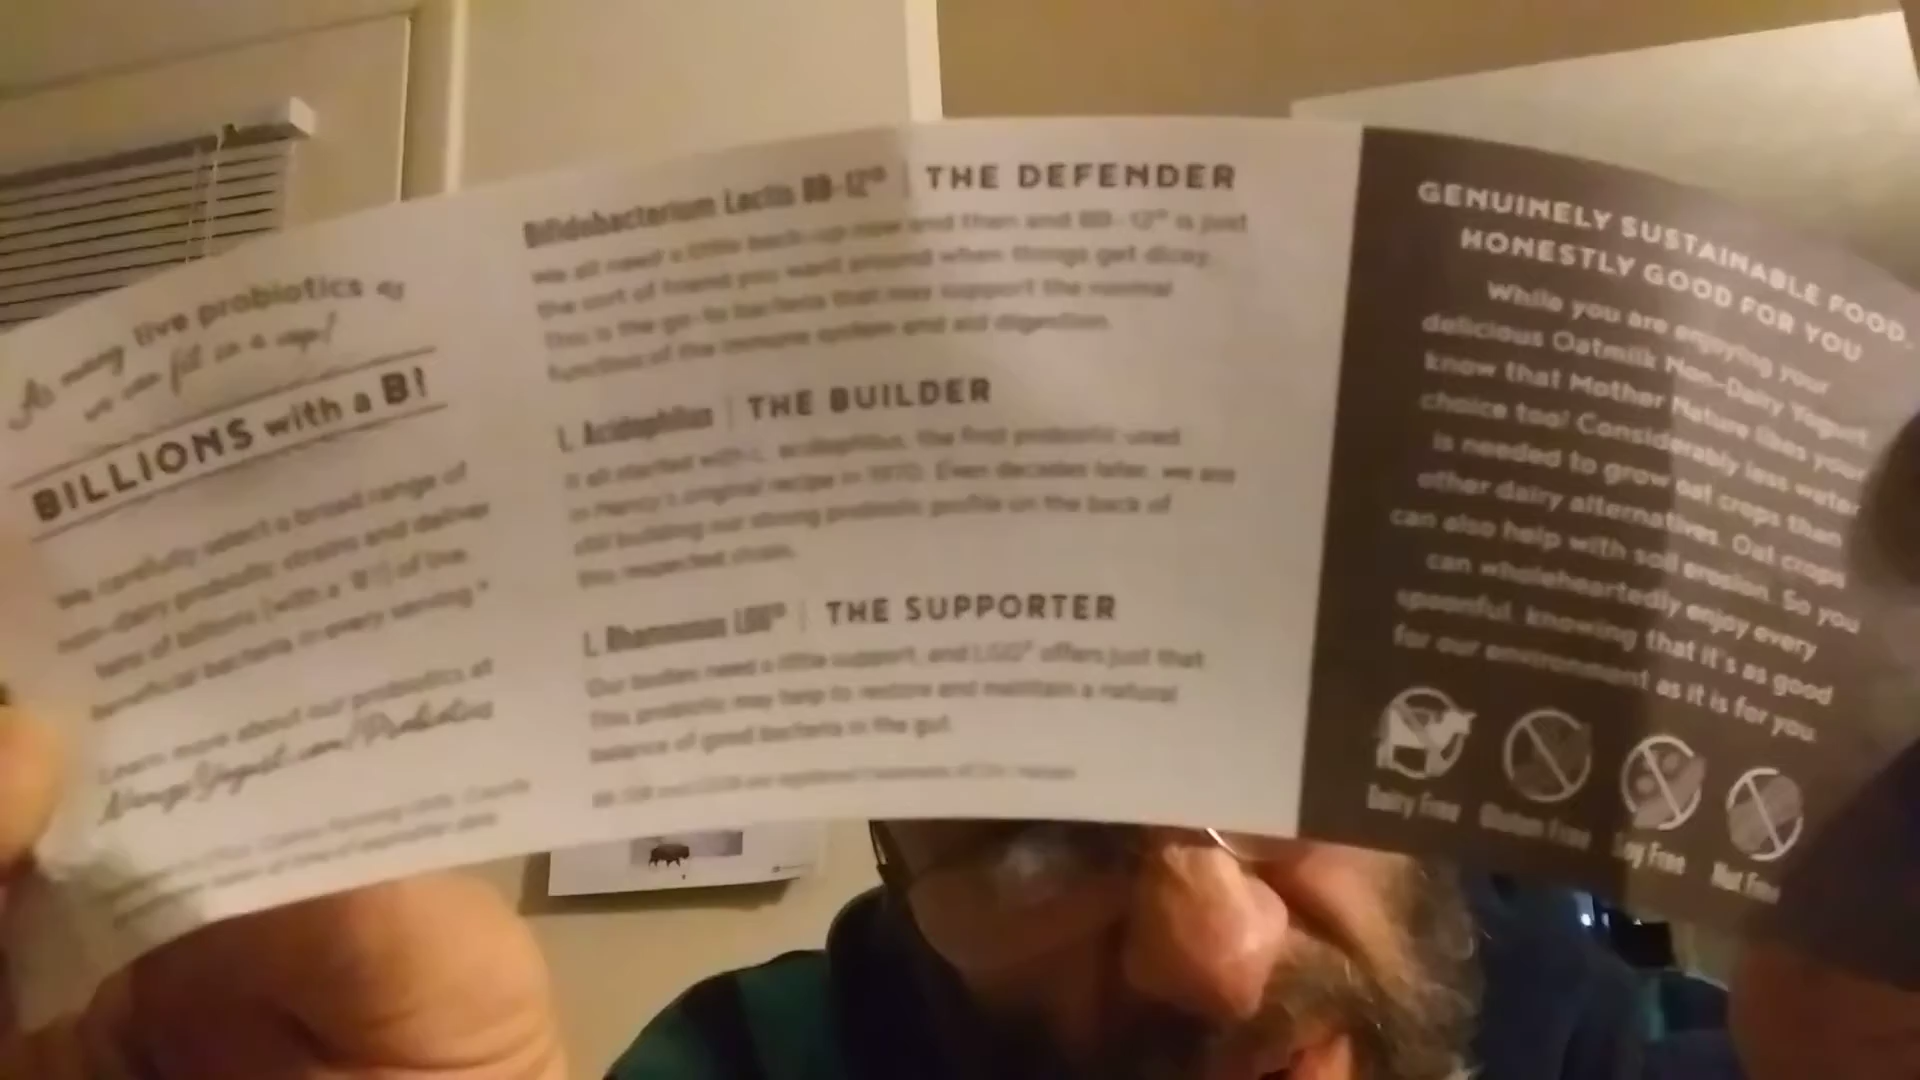 As many live probiotics as
we can fit in a cup!
BILLIONS with a B!
We carefully select a broad range of
non-dairy probiotic strains and deliver
tens of billions (with a 'B'!) of live
beneficial bacteria in every serving.*
Learn more about our probiotics at
Bifidobacterium Lactis BB-12® | THE DEFENDER
We all need a little back-up now and then and BB-12® is just
the sort of friend you want around when things get dicey.
This is the go-to bacteria that may support the normal
function of the immune system and aid digestion.
L. Acidophilus | THE BUILDER
It all started with L. acidophilus, the first probiotic used
in Nancy's original recipe in 1970. Even decades later, we are
still building our strong probiotic profile on the back of
this respected strain.
L. Rhamnosus LGG® | THE SUPPORTER
Our bodies need a little support, and LGG® offers just that.
This probiotic may help to restore and maintain a natural
balance of good bacteria in the gut.
GENUINELY SUSTAINABLE FOOD.
HONESTLY GOOD FOR YOU
While you are enjoying your
delicious Oatmilk Non-Dairy Yogurt
know that Mother Nature likes your
choice too! Considerably less water
is needed to grow oat crops than
other dairy alternatives. Oat crops
can also help with soil erosion. So you
can wholeheartedly enjoy every
spoonful, knowing that it's as good
for our environment as it is for you.
Dairy Free
Gluten Free
Soy Free
Nut Free